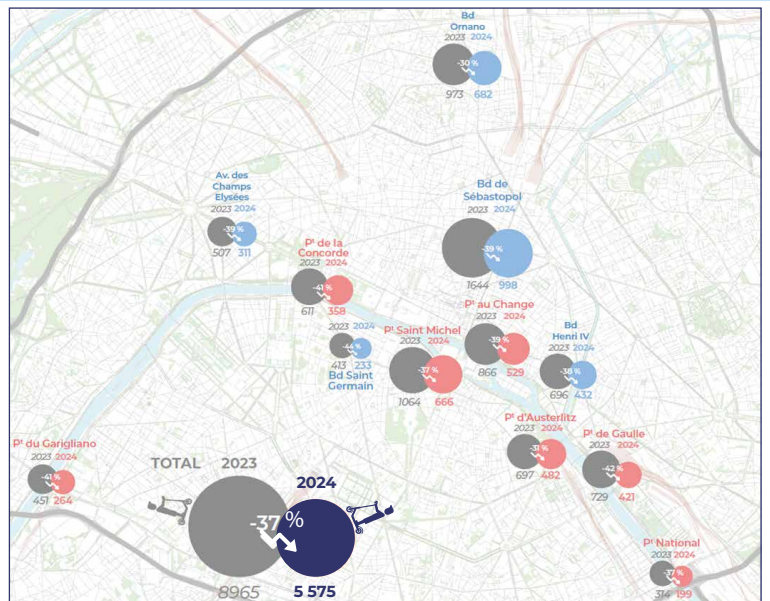 Bd
Ornano
2023 2024
-30 %
973 682
Av. des
Champs
Elysées
2023 2024
-39 %
507 311
Bd de
Sébastopol
2023 2024
-39 %
1644 998
Pt de la
Concorde
2023 2024
-41 %
611 358
2023 2024
-44 %
413 233
Bd Saint
Germain
Pt Saint Michel
2023 2024
-37 %
1064 666
Pt au Change
2023 2024
-39 %
866 529
Bd
Henri IV
2023 2024
-38 %
696 432
Pt d'Austerlitz
2023 2024
-31 %
697 482
Pt de Gaulle
2023 2024
-42 %
729 421
Pt du Garigliano
2023 2024
-41 %
451 264
TOTAL 2023
2024
-37 %
8965 5 575
Pt National
2023 2024
-37 %
314 199